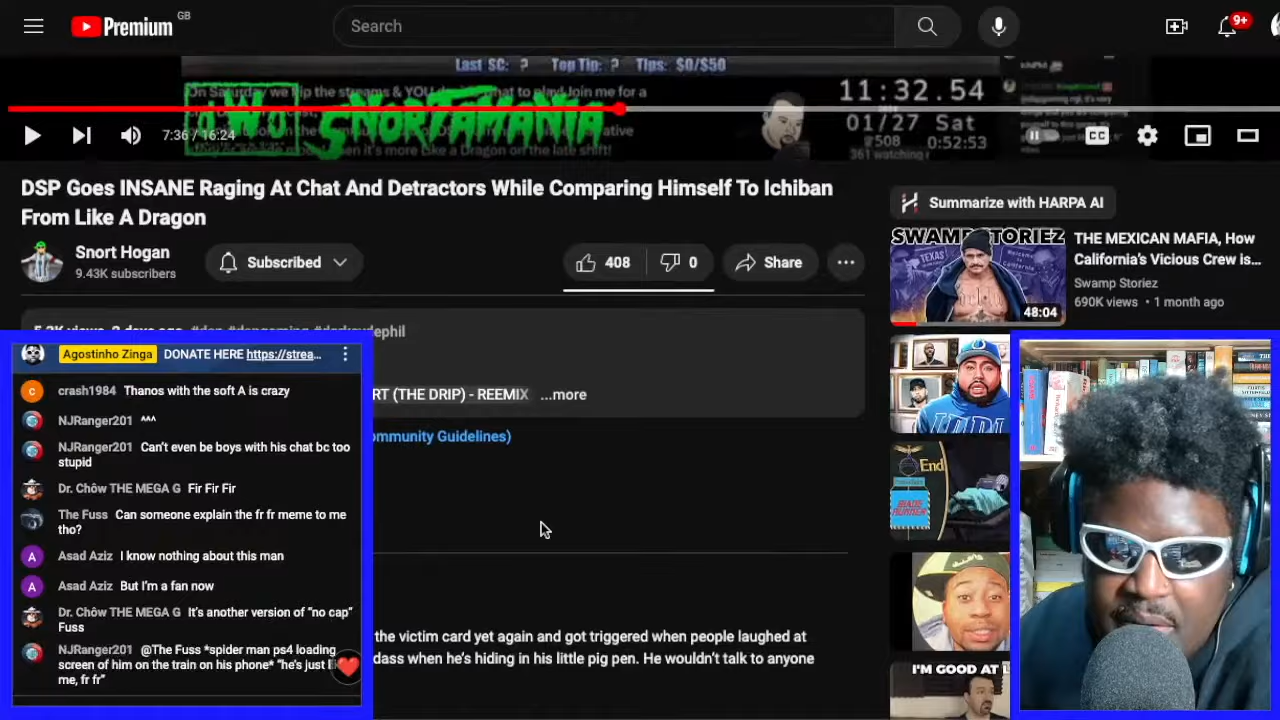 Premium GB
Search
9+
Last SC: ? Top Tip: ? Tips: $0/$50
On Saturday we flip the streams & YOU
what to play! Join me for a
SNORTAMANIA
it's more Like a Dragon on the late shift!
11:32.54
01/27 Sat
508 0:52:53
361 watching
7:36 / 16:24
CC
DSP Goes INSANE Raging At Chat And Detractors While Comparing Himself To Ichiban
From Like A Dragon
Snort Hogan
9.43K subscribers
Subscribed
408
0
Share
#dsp #dspgaming #darksydephil
RT (THE DRIP) - REEMIX ...more
ommunity Guidelines)
the victim card yet again and got triggered when people laughed at
dass when he's hiding in his little pig pen. He wouldn't talk to anyone
Summarize with HARPA AI
SWAMP STORIEZ
TEXAS
48:04
THE MEXICAN MAFIA, How
California's Vicious Crew is...
Swamp Storiez
690K views • 1 month ago
End
I'M GOOD AT L
Agostinho Zinga DONATE HERE https://strea...
crash1984 Thanos with the soft A is crazy
NJRanger201 ^^^
NJRanger201 Can't even be boys with his chat bc too
stupid
Dr. Chôw THE MEGA G Fir Fir Fir
The Fuss Can someone explain the fr fr meme to me
tho?
Asad Aziz I know nothing about this man
Asad Aziz But I'm a fan now
Dr. Chôw THE MEGA G It's another version of "no cap"
Fuss
NJRanger201 @The Fuss *spider man ps4 loading
screen of him on the train on his phone* "he's just l
me, fr fr"